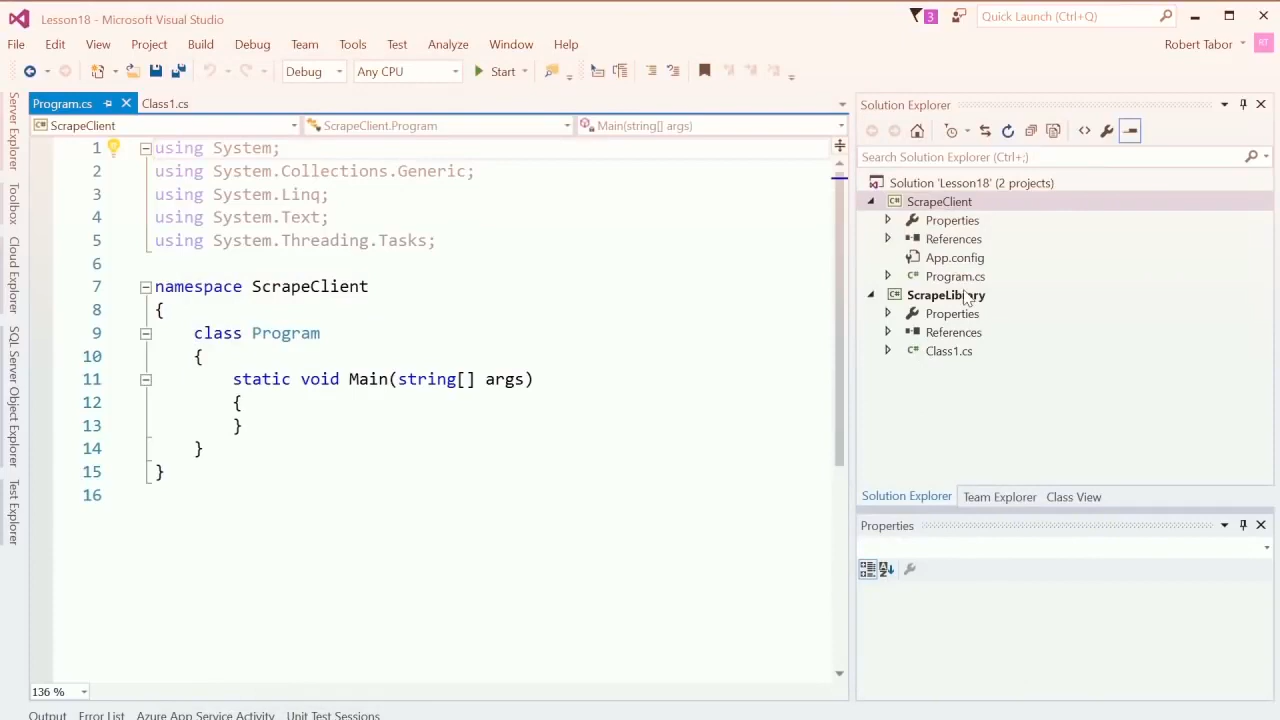 Lesson18 - Microsoft Visual Studio
3
Quick Launch (Ctrl+Q)
File Edit View Project Build Debug Team Tools Test Analyze Window Help
Robert Tabor RT
Debug Any CPU Start
Server Explorer
Toolbox
Cloud Explorer
SQL Server Object Explorer
Test Explorer
Program.cs Class1.cs
ScrapeClient ScrapeClient.Program Main(string[] args)
1 using System;
2 using System.Collections.Generic;
3 using System.Linq;
4 using System.Text;
5 using System.Threading.Tasks;
6
7 namespace ScrapeClient
8 {
9 class Program
10 {
11 static void Main(string[] args)
12 {
13 }
14 }
15 }
16
136 %
Solution Explorer
Search Solution Explorer (Ctrl+;)
Solution 'Lesson18' (2 projects)
C# ScrapeClient
Properties
References
App.config
C# Program.cs
C# ScrapeLibrary
Properties
References
C# Class1.cs
Solution Explorer Team Explorer Class View
Properties
Output Error List Azure App Service Activity Unit Test Sessions